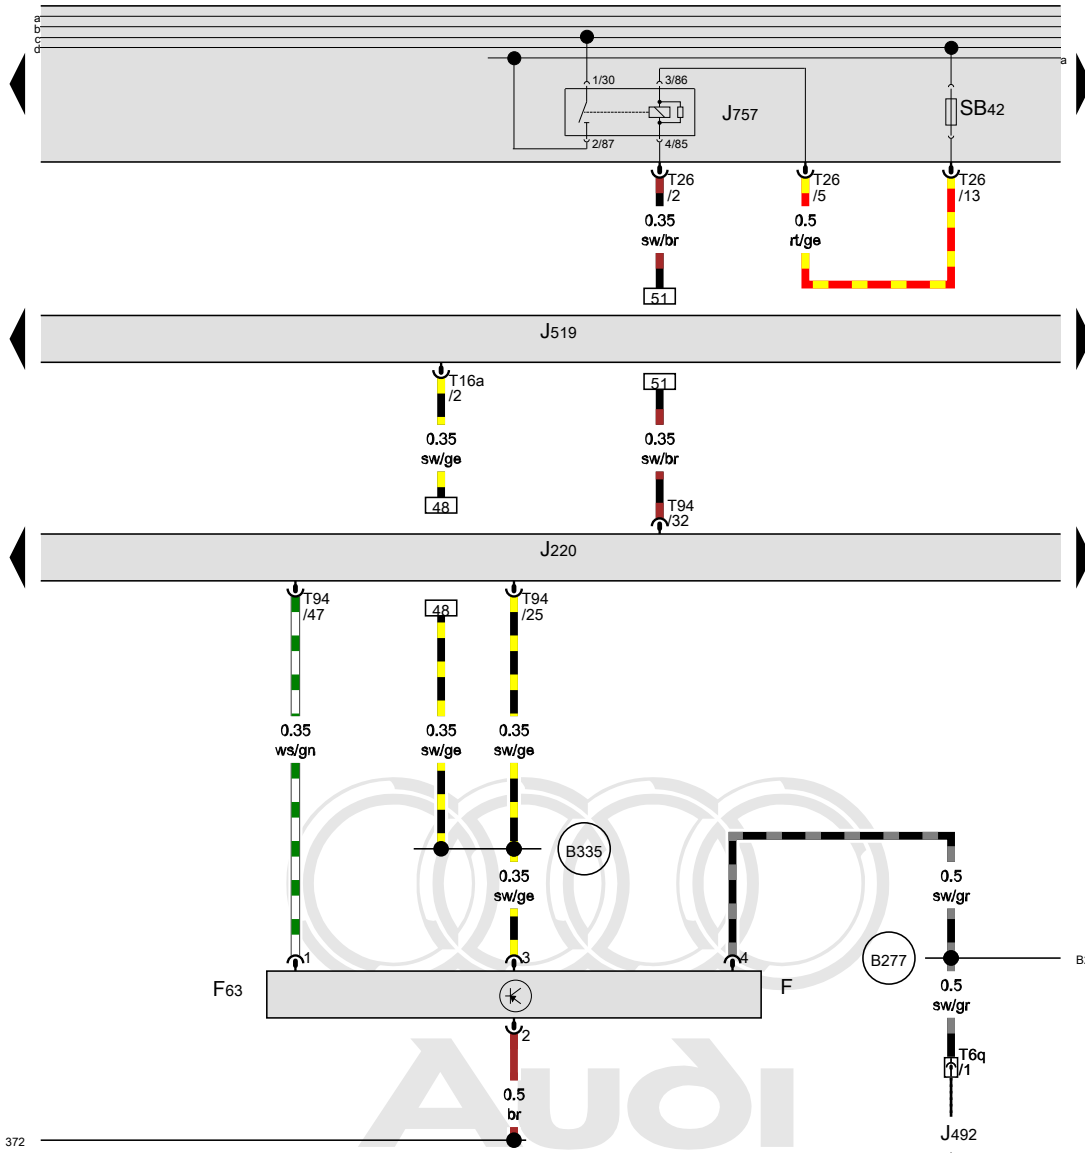 a
b
c
d
a
1/30
3/86
J757
SB42
2/87
4/85
T26
/2
T26
/5
T26
/13
0.35
sw/br
0.5
rt/ge
51
J519
T16a
/2
51
0.35
sw/ge
0.35
sw/br
48
T94
/32
J220
T94
/47
48
T94
/25
0.35
ws/gn
0.35
sw/ge
0.35
sw/ge
B335
0.35
sw/ge
0.5
sw/gr
1
3
4
B277
F63
F
0.5
sw/gr
2
T6q
/1
0.5
br
J492
372
Audi